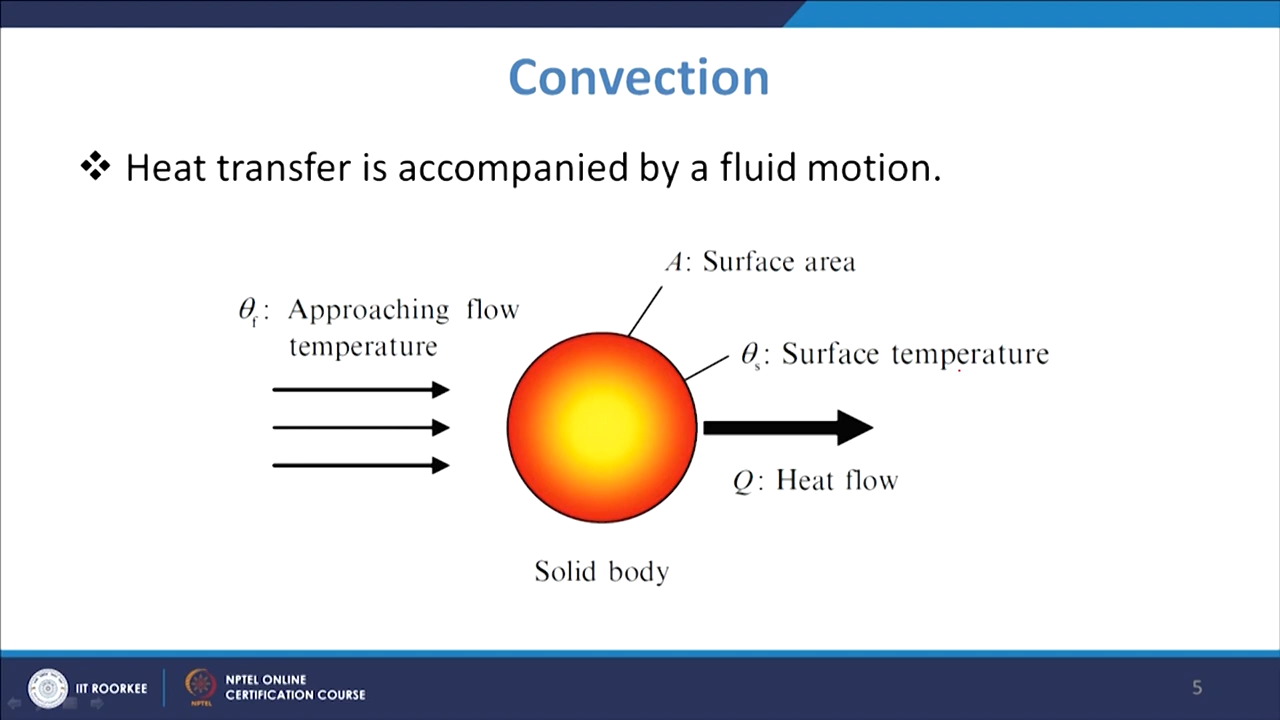 Convection
❖ Heat transfer is accompanied by a fluid motion.
A: Surface area
θf: Approaching flow
temperature
θs: Surface temperature
Q: Heat flow
Solid body
IIT ROORKEE
NPTEL
NPTEL ONLINE
CERTIFICATION COURSE
5